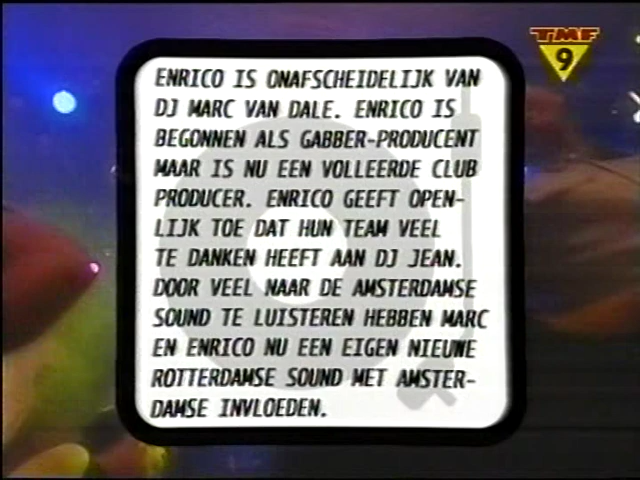 TMF
9
ENRICO IS ONAFSCHEIDELIJK VAN
DJ MARC VAN DALE. ENRICO IS
BEGONNEN ALS GABBER-PRODUCENT
MAAR IS NU EEN VOLLEERDE CLUB
PRODUCER. ENRICO GEEFT OPEN-
LIJK TOE DAT HUN TEAM VEEL
TE DANKEN HEEFT AAN DJ JEAN.
DOOR VEEL NAAR DE AMSTERDAMSE
SOUND TE LUISTEREN HEBBEN MARC
EN ENRICO NU EEN EIGEN NIEUWE
ROTTERDAMSE SOUND MET AMSTER-
DAMSE INVLOEDEN.